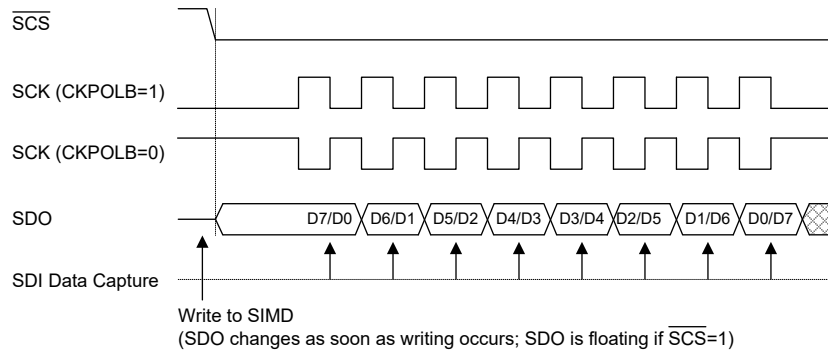 SCS
SCK (CKPOLB=1)
SCK (CKPOLB=0)
SDO D7/D0 D6/D1 D5/D2 D4/D3 D3/D4 D2/D5 D1/D6 D0/D7
SDI Data Capture
Write to SIMD
(SDO changes as soon as writing occurs; SDO is floating if SCS=1)